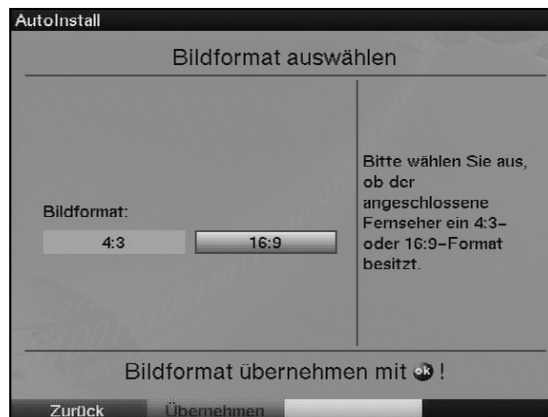 AutoInstall
Bildformat auswählen
Bildformat:
4:3
16:9
Bitte wählen Sie aus,
ob der
angeschlossene
Fernseher ein 4:3-
oder 16:9-Format
besitzt.
Bildformat übernehmen mit ok !
Zurück
Übernehmen